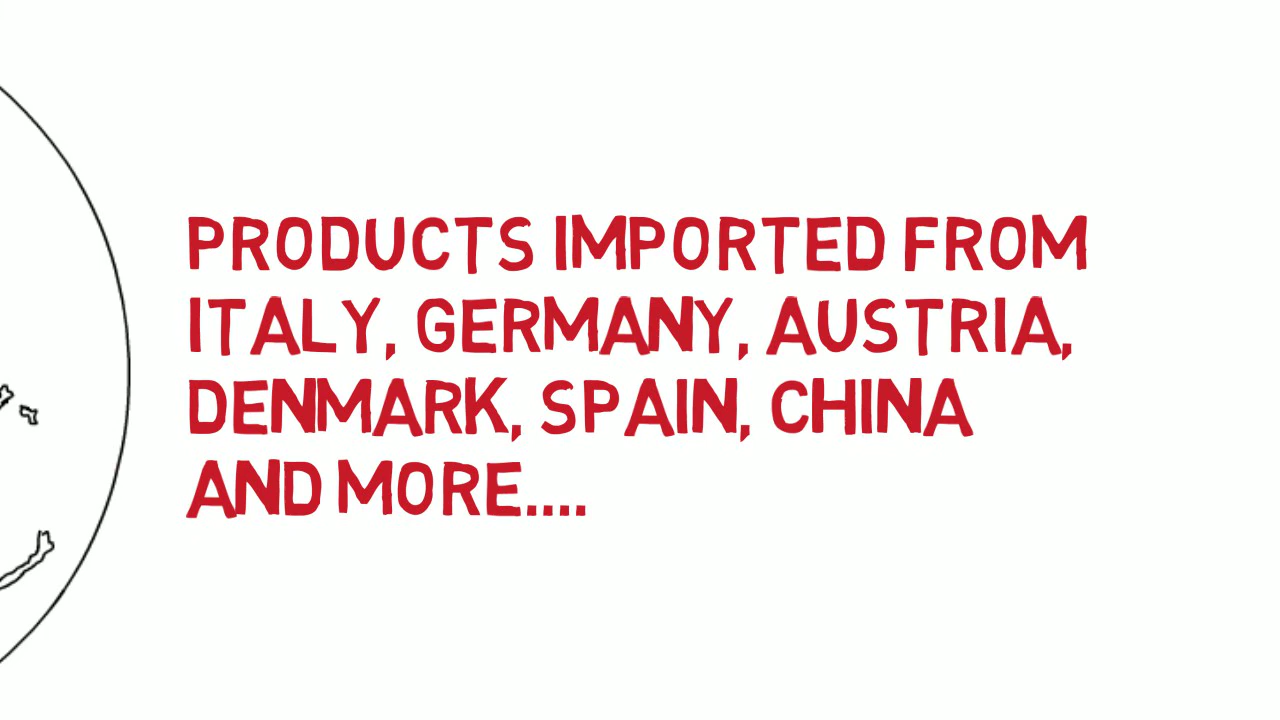 PRODUCTS IMPORTED FROM
ITALY, GERMANY, AUSTRIA,
DENMARK, SPAIN, CHINA
AND MORE....